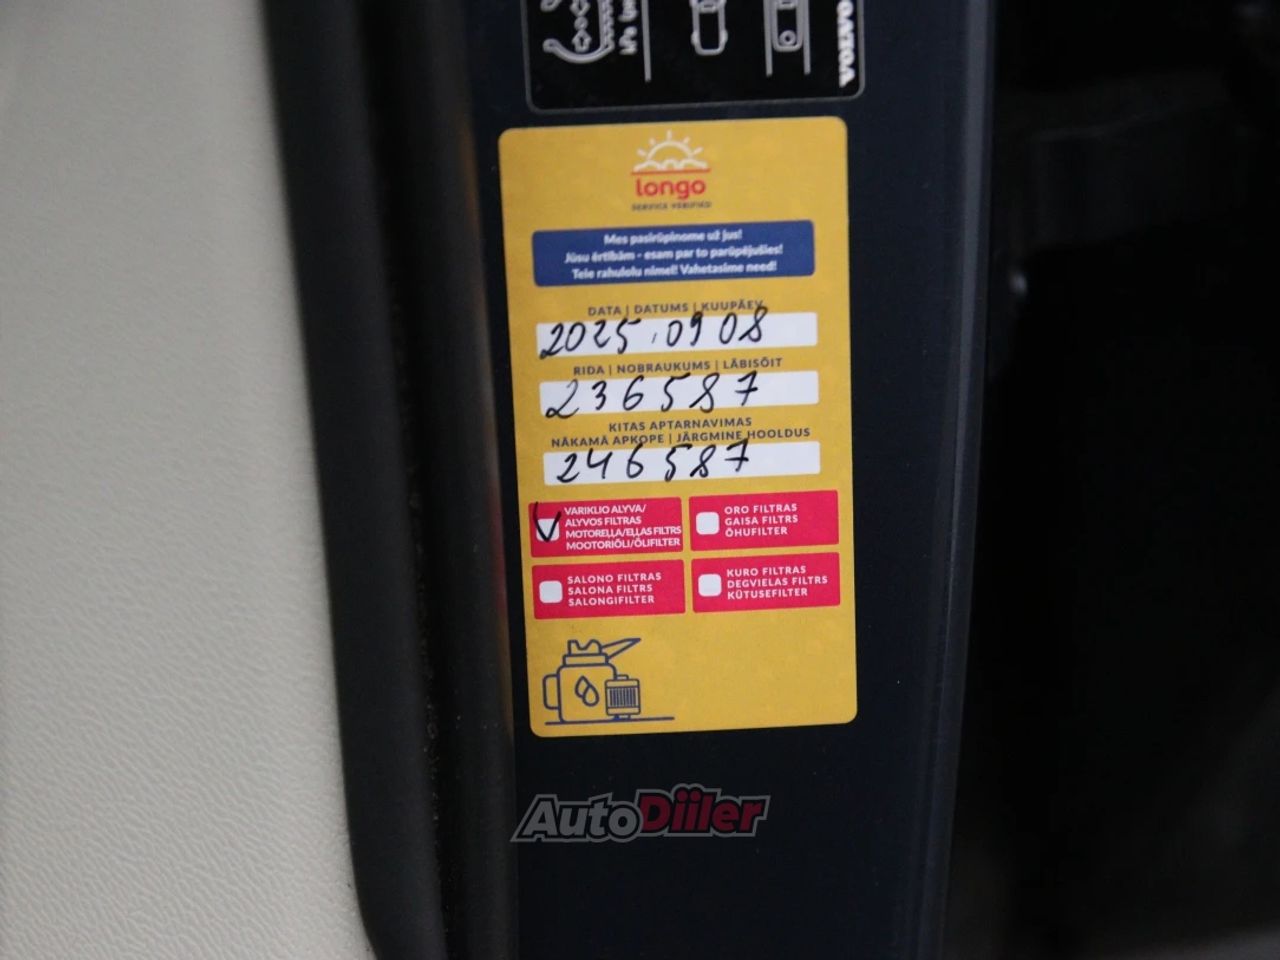 kPa
VOLVO
longo
SERVICE VERIFIED
Mes pasirūpinome už jus!
Jūsu ērtībām - esam par to parūpējušies!
Teie rahulolu nimel! Vahetasime need!
DATA | DATUMS | KUUPÄEV
2025.09 08
RIDA | NOBRAUKUMS | LÄBISÕIT
236587
KITAS APTARNAVIMAS
NĀKAMĀ APKOPE | JÄRGMINE HOOLDUS
246587
VARIKLIO ALYVA/
ALYVOS FILTRAS
MOTOREĻĻA/EĻĻAS FILTRS
MOOTORIÕLI/ÕLIFILTER
ORO FILTRAS
GAISA FILTRS
ÕHUFILTER
SALONO FILTRAS
SALONA FILTRS
SALONGIFILTER
KURO FILTRAS
DEGVIELAS FILTRS
KÜTUSEFILTER
AutoDiiler